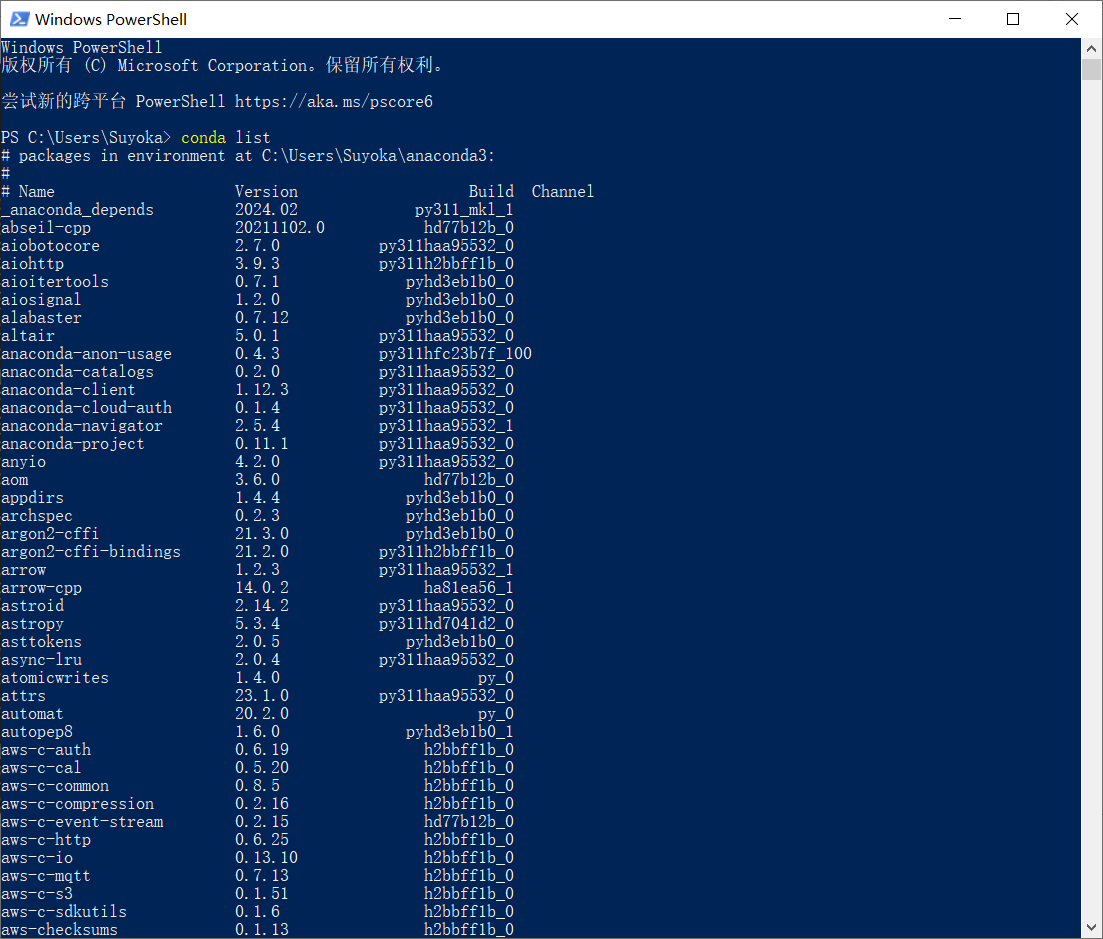 Windows PowerShell
Windows PowerShell
版权所有 (C) Microsoft Corporation。保留所有权利。
尝试新的跨平台 PowerShell https://aka.ms/pscore6
PS C:\Users\Suyoka> conda list
# packages in environment at C:\Users\Suyoka\anaconda3:
#
# Name Version Build Channel
_anaconda_depends 2024.02 py311_mkl_1
abseil-cpp 20211102.0 hd77b12b_0
aiobotocore 2.7.0 py311haa95532_0
aiohttp 3.9.3 py311h2bbff1b_0
aioitertools 0.7.1 pyhd3eb1b0_0
aiosignal 1.2.0 pyhd3eb1b0_0
alabaster 0.7.12 pyhd3eb1b0_0
altair 5.0.1 py311haa95532_0
anaconda-anon-usage 0.4.3 py311hfc23b7f_100
anaconda-catalogs 0.2.0 py311haa95532_0
anaconda-client 1.12.3 py311haa95532_0
anaconda-cloud-auth 0.1.4 py311haa95532_0
anaconda-navigator 2.5.4 py311haa95532_1
anaconda-project 0.11.1 py311haa95532_0
anyio 4.2.0 py311haa95532_0
aom 3.6.0 hd77b12b_0
appdirs 1.4.4 pyhd3eb1b0_0
archspec 0.2.3 pyhd3eb1b0_0
argon2-cffi 21.3.0 pyhd3eb1b0_0
argon2-cffi-bindings 21.2.0 py311h2bbff1b_0
arrow 1.2.3 py311haa95532_1
arrow-cpp 14.0.2 ha81ea56_1
astroid 2.14.2 py311haa95532_0
astropy 5.3.4 py311hd7041d2_0
asttokens 2.0.5 pyhd3eb1b0_0
async-lru 2.0.4 py311haa95532_0
atomicwrites 1.4.0 py_0
attrs 23.1.0 py311haa95532_0
automat 20.2.0 py_0
autopep8 1.6.0 pyhd3eb1b0_1
aws-c-auth 0.6.19 h2bbff1b_0
aws-c-cal 0.5.20 h2bbff1b_0
aws-c-common 0.8.5 h2bbff1b_0
aws-c-compression 0.2.16 h2bbff1b_0
aws-c-event-stream 0.2.15 hd77b12b_0
aws-c-http 0.6.25 h2bbff1b_0
aws-c-io 0.13.10 h2bbff1b_0
aws-c-mqtt 0.7.13 h2bbff1b_0
aws-c-s3 0.1.51 h2bbff1b_0
aws-c-sdkutils 0.1.6 h2bbff1b_0
aws-checksums 0.1.13 h2bbff1b_0